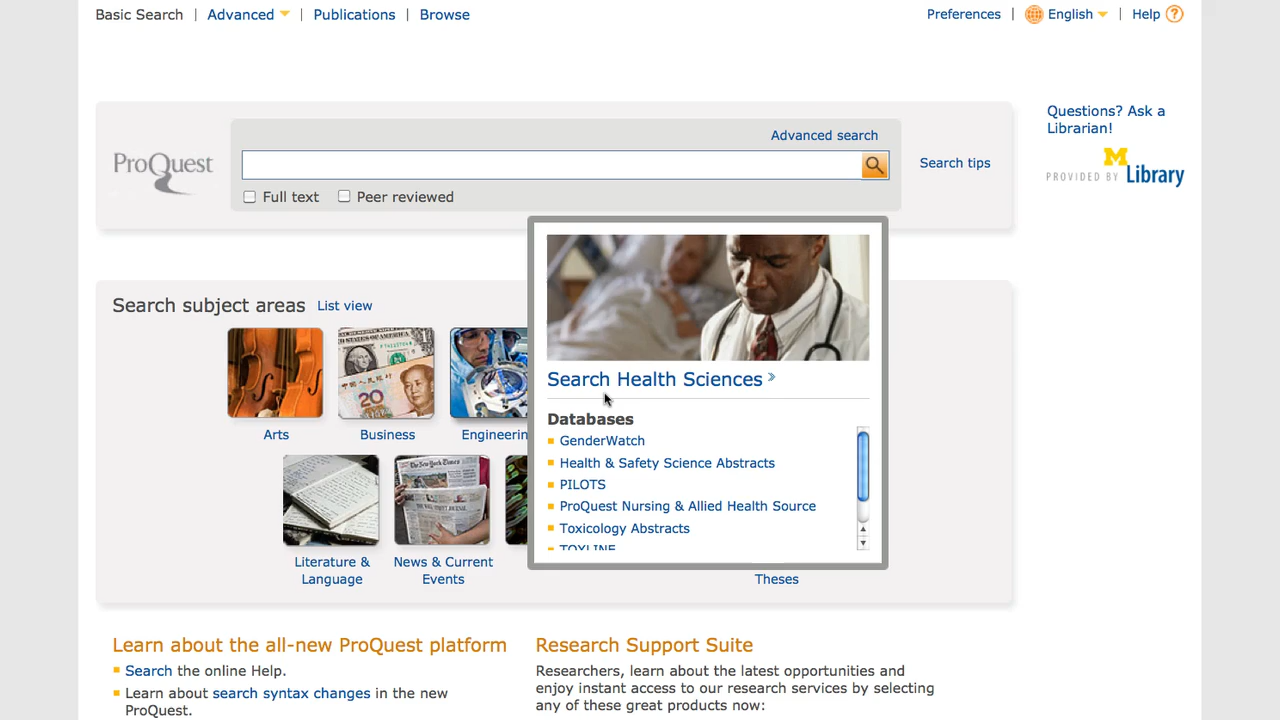 Basic Search | Advanced | Publications | Browse
Preferences | English | Help ?
Questions? Ask a
Librarian!
M
PROVIDED BY Library
ProQuest
Advanced search
Search tips
Full text Peer reviewed
Search subject areas List view
Arts
Business
Engineerin
Literature &
Language
News & Current
Events
Theses
Search Health Sciences »
Databases
GenderWatch
Health & Safety Science Abstracts
PILOTS
ProQuest Nursing & Allied Health Source
Toxicology Abstracts
TOXLINE
Learn about the all-new ProQuest platform
Search the online Help.
Learn about search syntax changes in the new
ProQuest.
Research Support Suite
Researchers, learn about the latest opportunities and
enjoy instant access to our research services by selecting
any of these great products now: